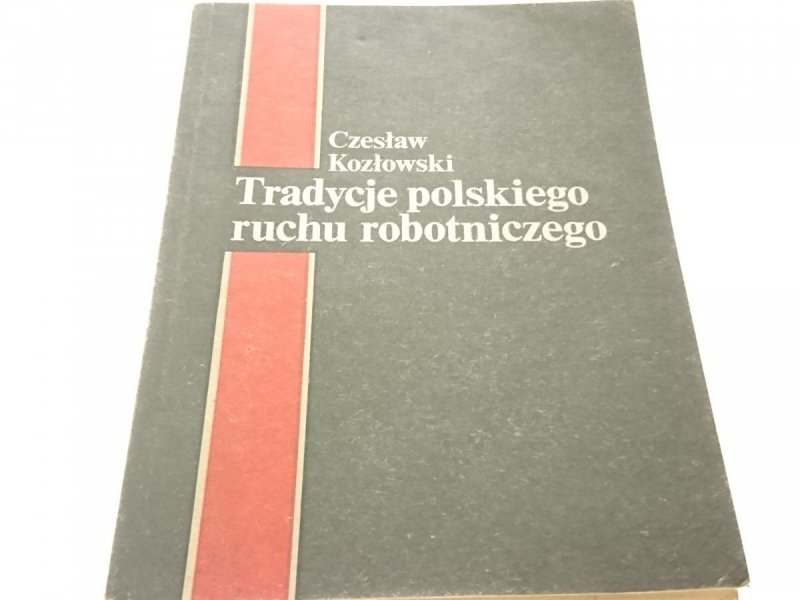 Czesław
Kozłowski
Tradycje polskiego
ruchu robotniczego